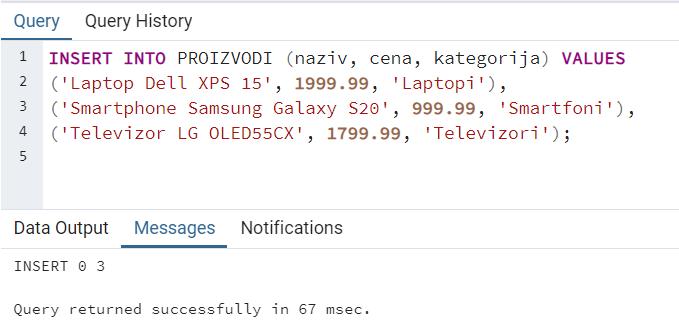 Query Query History
1 INSERT INTO PROIZVODI (naziv, cena, kategorija) VALUES
2 ('Laptop Dell XPS 15', 1999.99, 'Laptopi'),
3 ('Smartphone Samsung Galaxy S20', 999.99, 'Smartfoni'),
4 ('Televizor LG OLED55CX', 1799.99, 'Televizori');
5
Data Output Messages Notifications
INSERT 0 3
Query returned successfully in 67 msec.